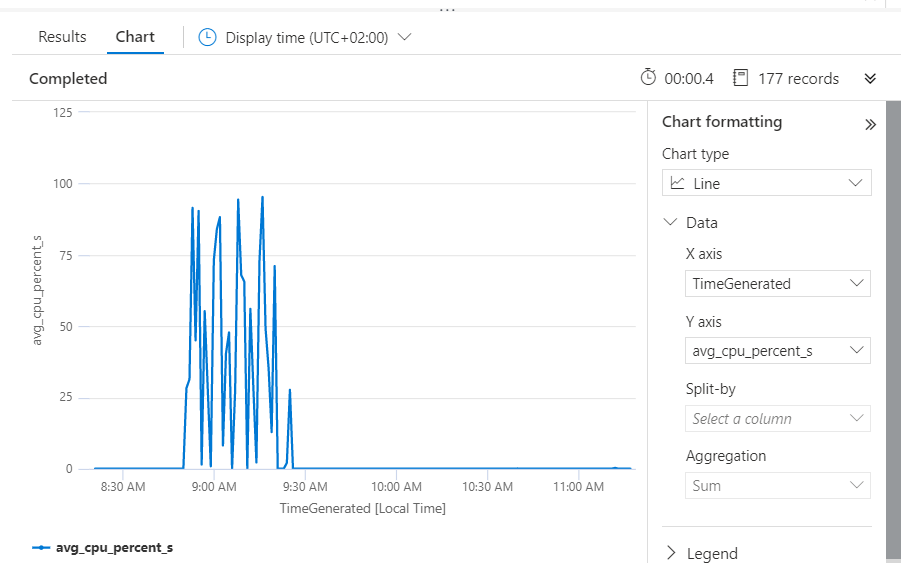 Results Chart Display time (UTC+02:00)
Completed 00:00.4 177 records
125
100
75
50
25
0
avg_cpu_percent_s
8:30 AM 9:00 AM 9:30 AM 10:00 AM 10:30 AM 11:00 AM
TimeGenerated [Local Time]
avg_cpu_percent_s
Chart formatting
Chart type
Line
Data
X axis
TimeGenerated
Y axis
avg_cpu_percent_s
Split-by
Select a column
Aggregation
Sum
Legend